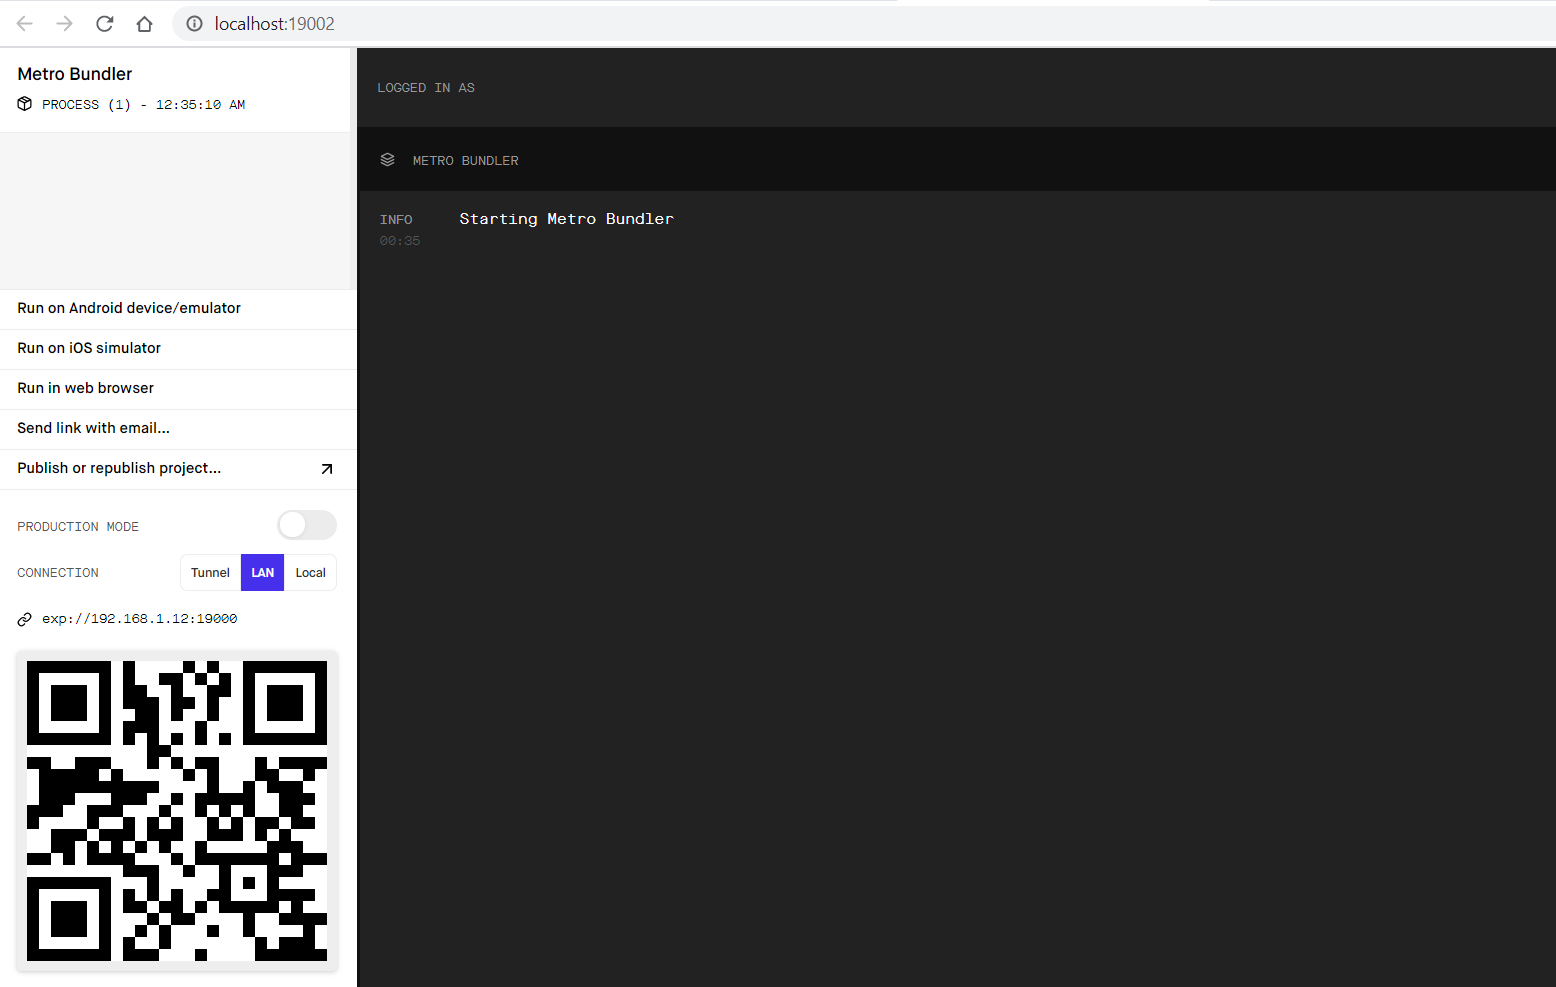 localhost:19002
Metro Bundler
PROCESS (1) - 12:35:10 AM
Run on Android device/emulator
Run on iOS simulator
Run in web browser
Send link with email...
Publish or republish project...
PRODUCTION MODE
CONNECTION Tunnel LAN Local
exp://192.168.1.12:19000
LOGGED IN AS
METRO BUNDLER
INFO Starting Metro Bundler
00:35